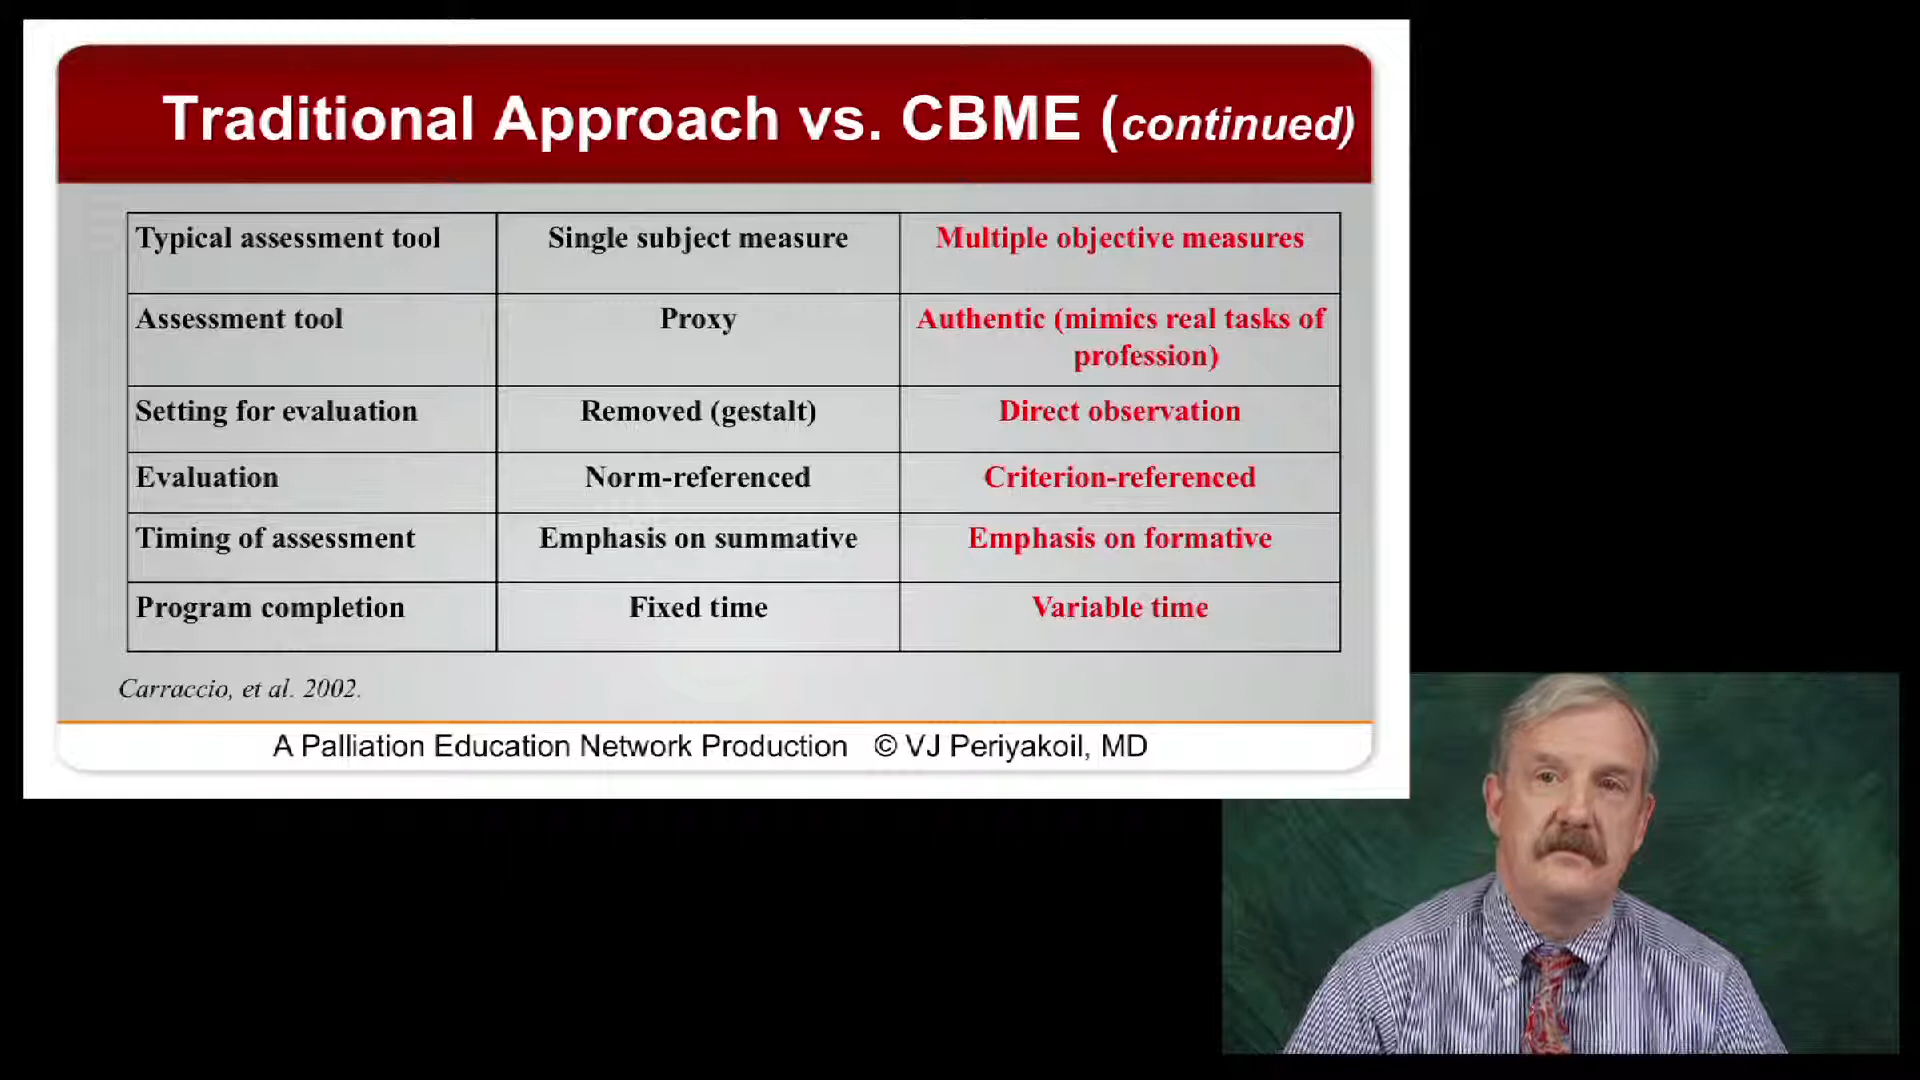 Traditional Approach vs. CBME (continued)
Typical assessment tool Single subject measure Multiple objective measures
Assessment tool Proxy Authentic (mimics real tasks of
profession)
Setting for evaluation Removed (gestalt) Direct observation
Evaluation Norm-referenced Criterion-referenced
Timing of assessment Emphasis on summative Emphasis on formative
Program completion Fixed time Variable time
Carraccio, et al. 2002.
A Palliation Education Network Production © VJ Periyakoil, MD